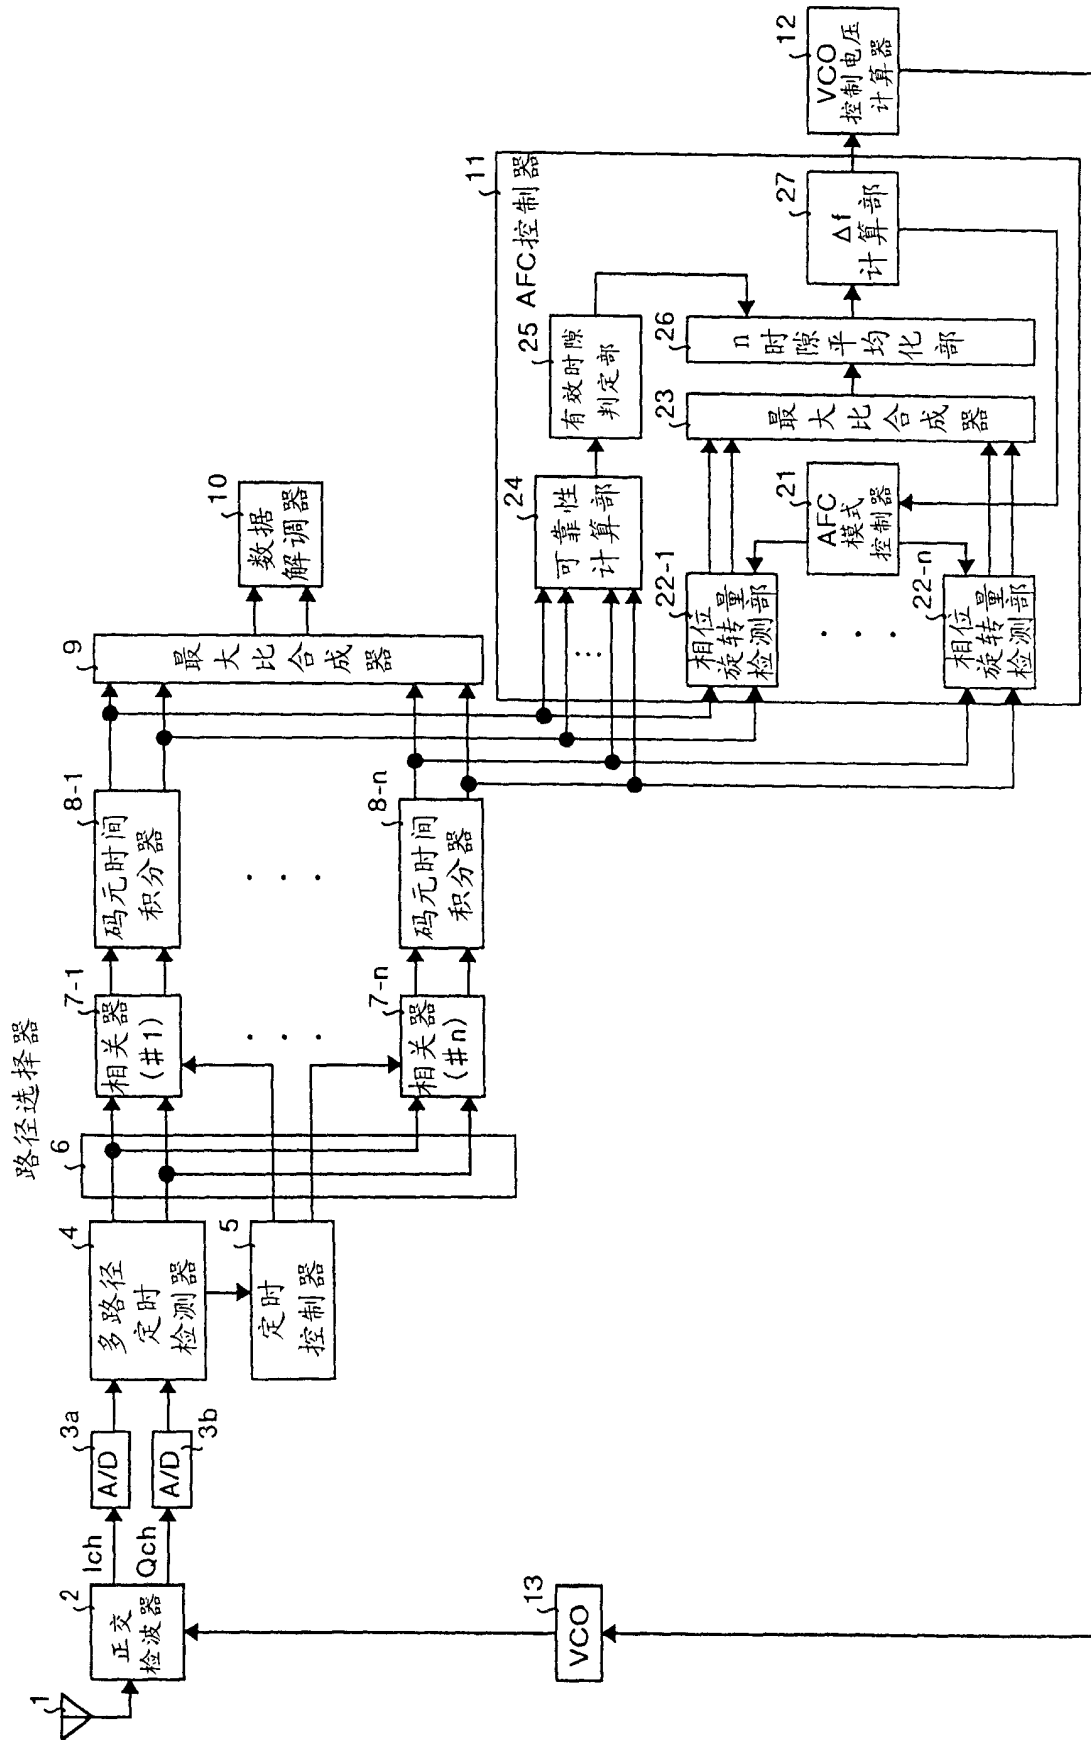 1
2
正交
检波器
Ich
Qch
3a
A/D
3b
A/D
4
多路径
定时
检测器
5
定时
控制器
路径选择器
6
7-1
相关器
(#1)
7-n
相关器
(#n)
8-1
码元时间
积分器
8-n
码元时间
积分器
9
最大比合成器
10
数据
解调器
11
AFC控制器
24
可靠性
计算部
25
有效时隙
判定部
22-1
相位
旋转量
检测部
22-n
相位
旋转量
检测部
21
AFC
模式
控制器
23
最大比合成器
26
n时隙平均化部
27
Δf
计算部
12
VCO
控制电压
计算器
13
VCO